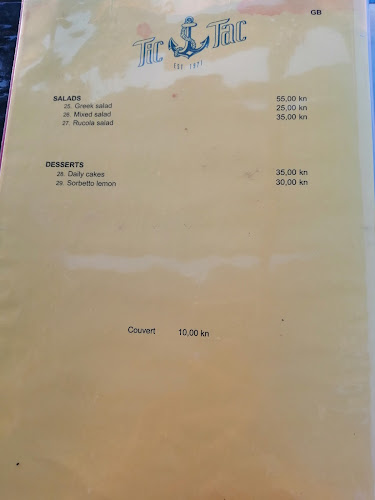 GB
Tic Tac
EST. 1971
SALADS
25. Greek salad 55,00 kn
26. Mixed salad 25,00 kn
27. Rucola salad 35,00 kn
DESSERTS
28. Daily cakes 35,00 kn
29. Sorbetto lemon 30,00 kn
Couvert 10,00 kn